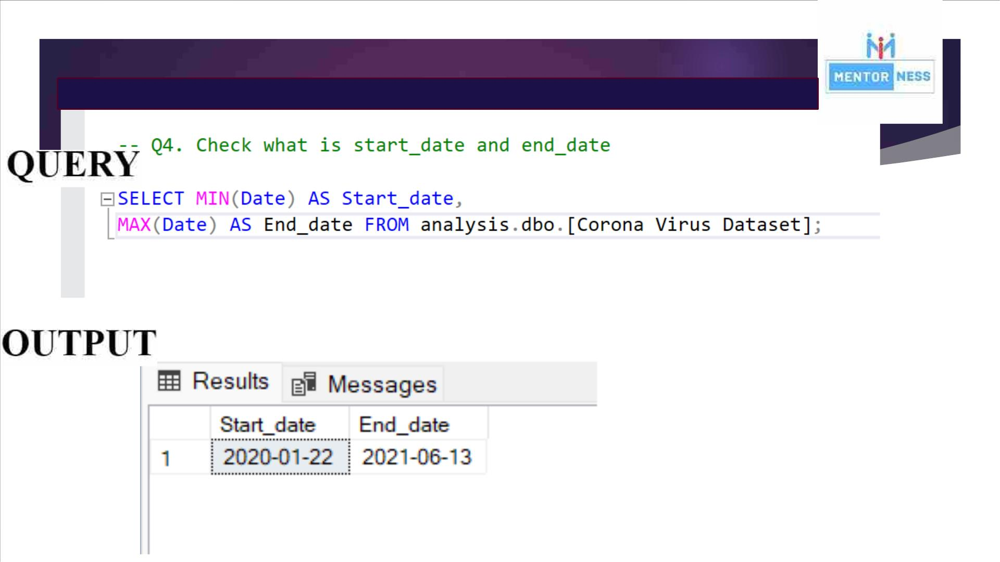 MENTOR NESS
-- Q4. Check what is start_date and end_date
QUERY
SELECT MIN(Date) AS Start_date,
MAX(Date) AS End_date FROM analysis.dbo.[Corona Virus Dataset];
OUTPUT
Results Messages
Start_date End_date
1 2020-01-22 2021-06-13